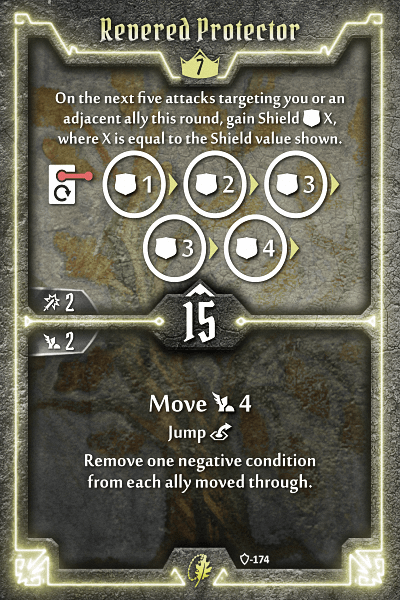 Revered Protector
7
On the next five attacks targeting you or an
adjacent ally this round, gain Shield X,
where X is equal to the Shield value shown.
1 2 3
3 4
2
15
2
Move 4
Jump
Remove one negative condition
from each ally moved through.
-174